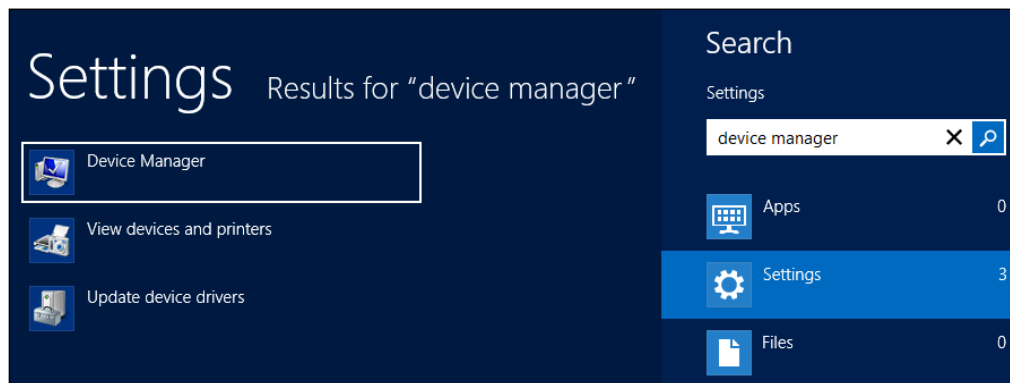 Settings Results for “device manager”
Device Manager
View devices and printers
Update device drivers
Search
Settings
device manager
Apps 0
Settings 3
Files 0